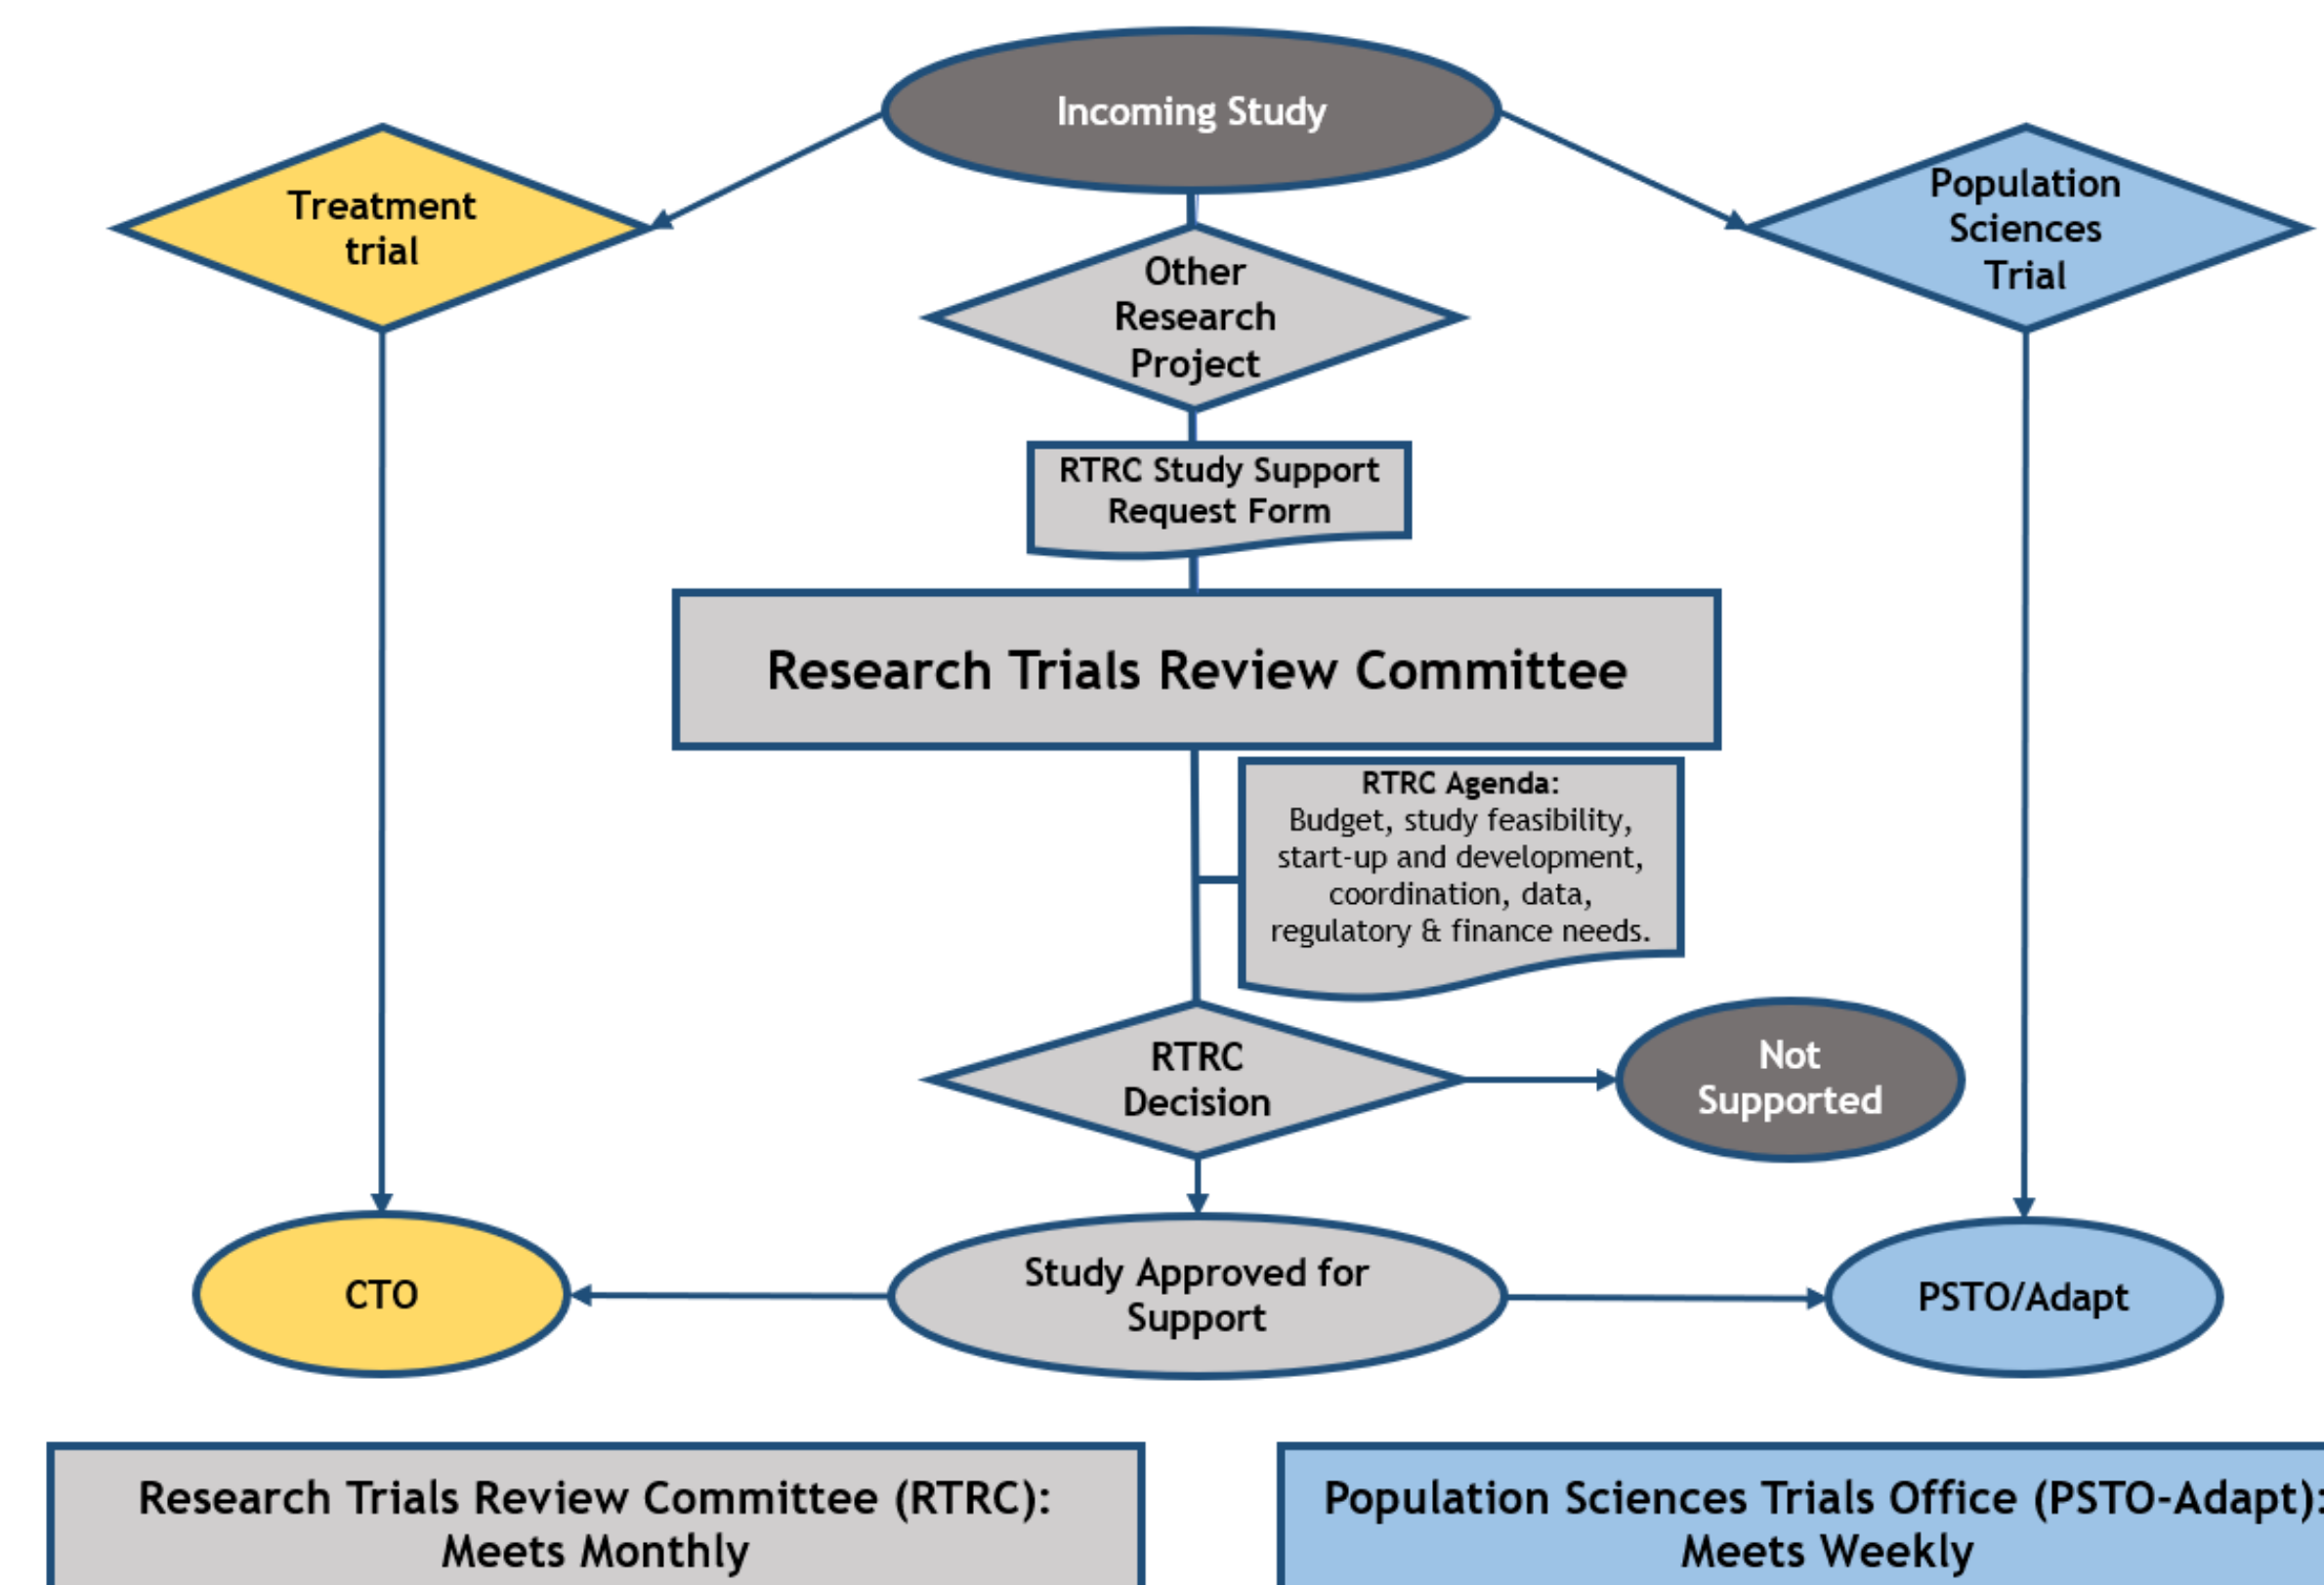 Incoming Study
Treatment
trial
Population
Sciences
Trial
Other
Research
Project
RTRC Study Support
Request Form
Research Trials Review Committee
RTRC Agenda:
Budget, study feasibility,
start-up and development,
coordination, data,
regulatory & finance needs.
RTRC
Decision
Not
Supported
CTO
Study Approved for
Support
PSTO/Adapt
Research Trials Review Committee (RTRC):
Meets Monthly
Population Sciences Trials Office (PSTO-Adapt):
Meets Weekly